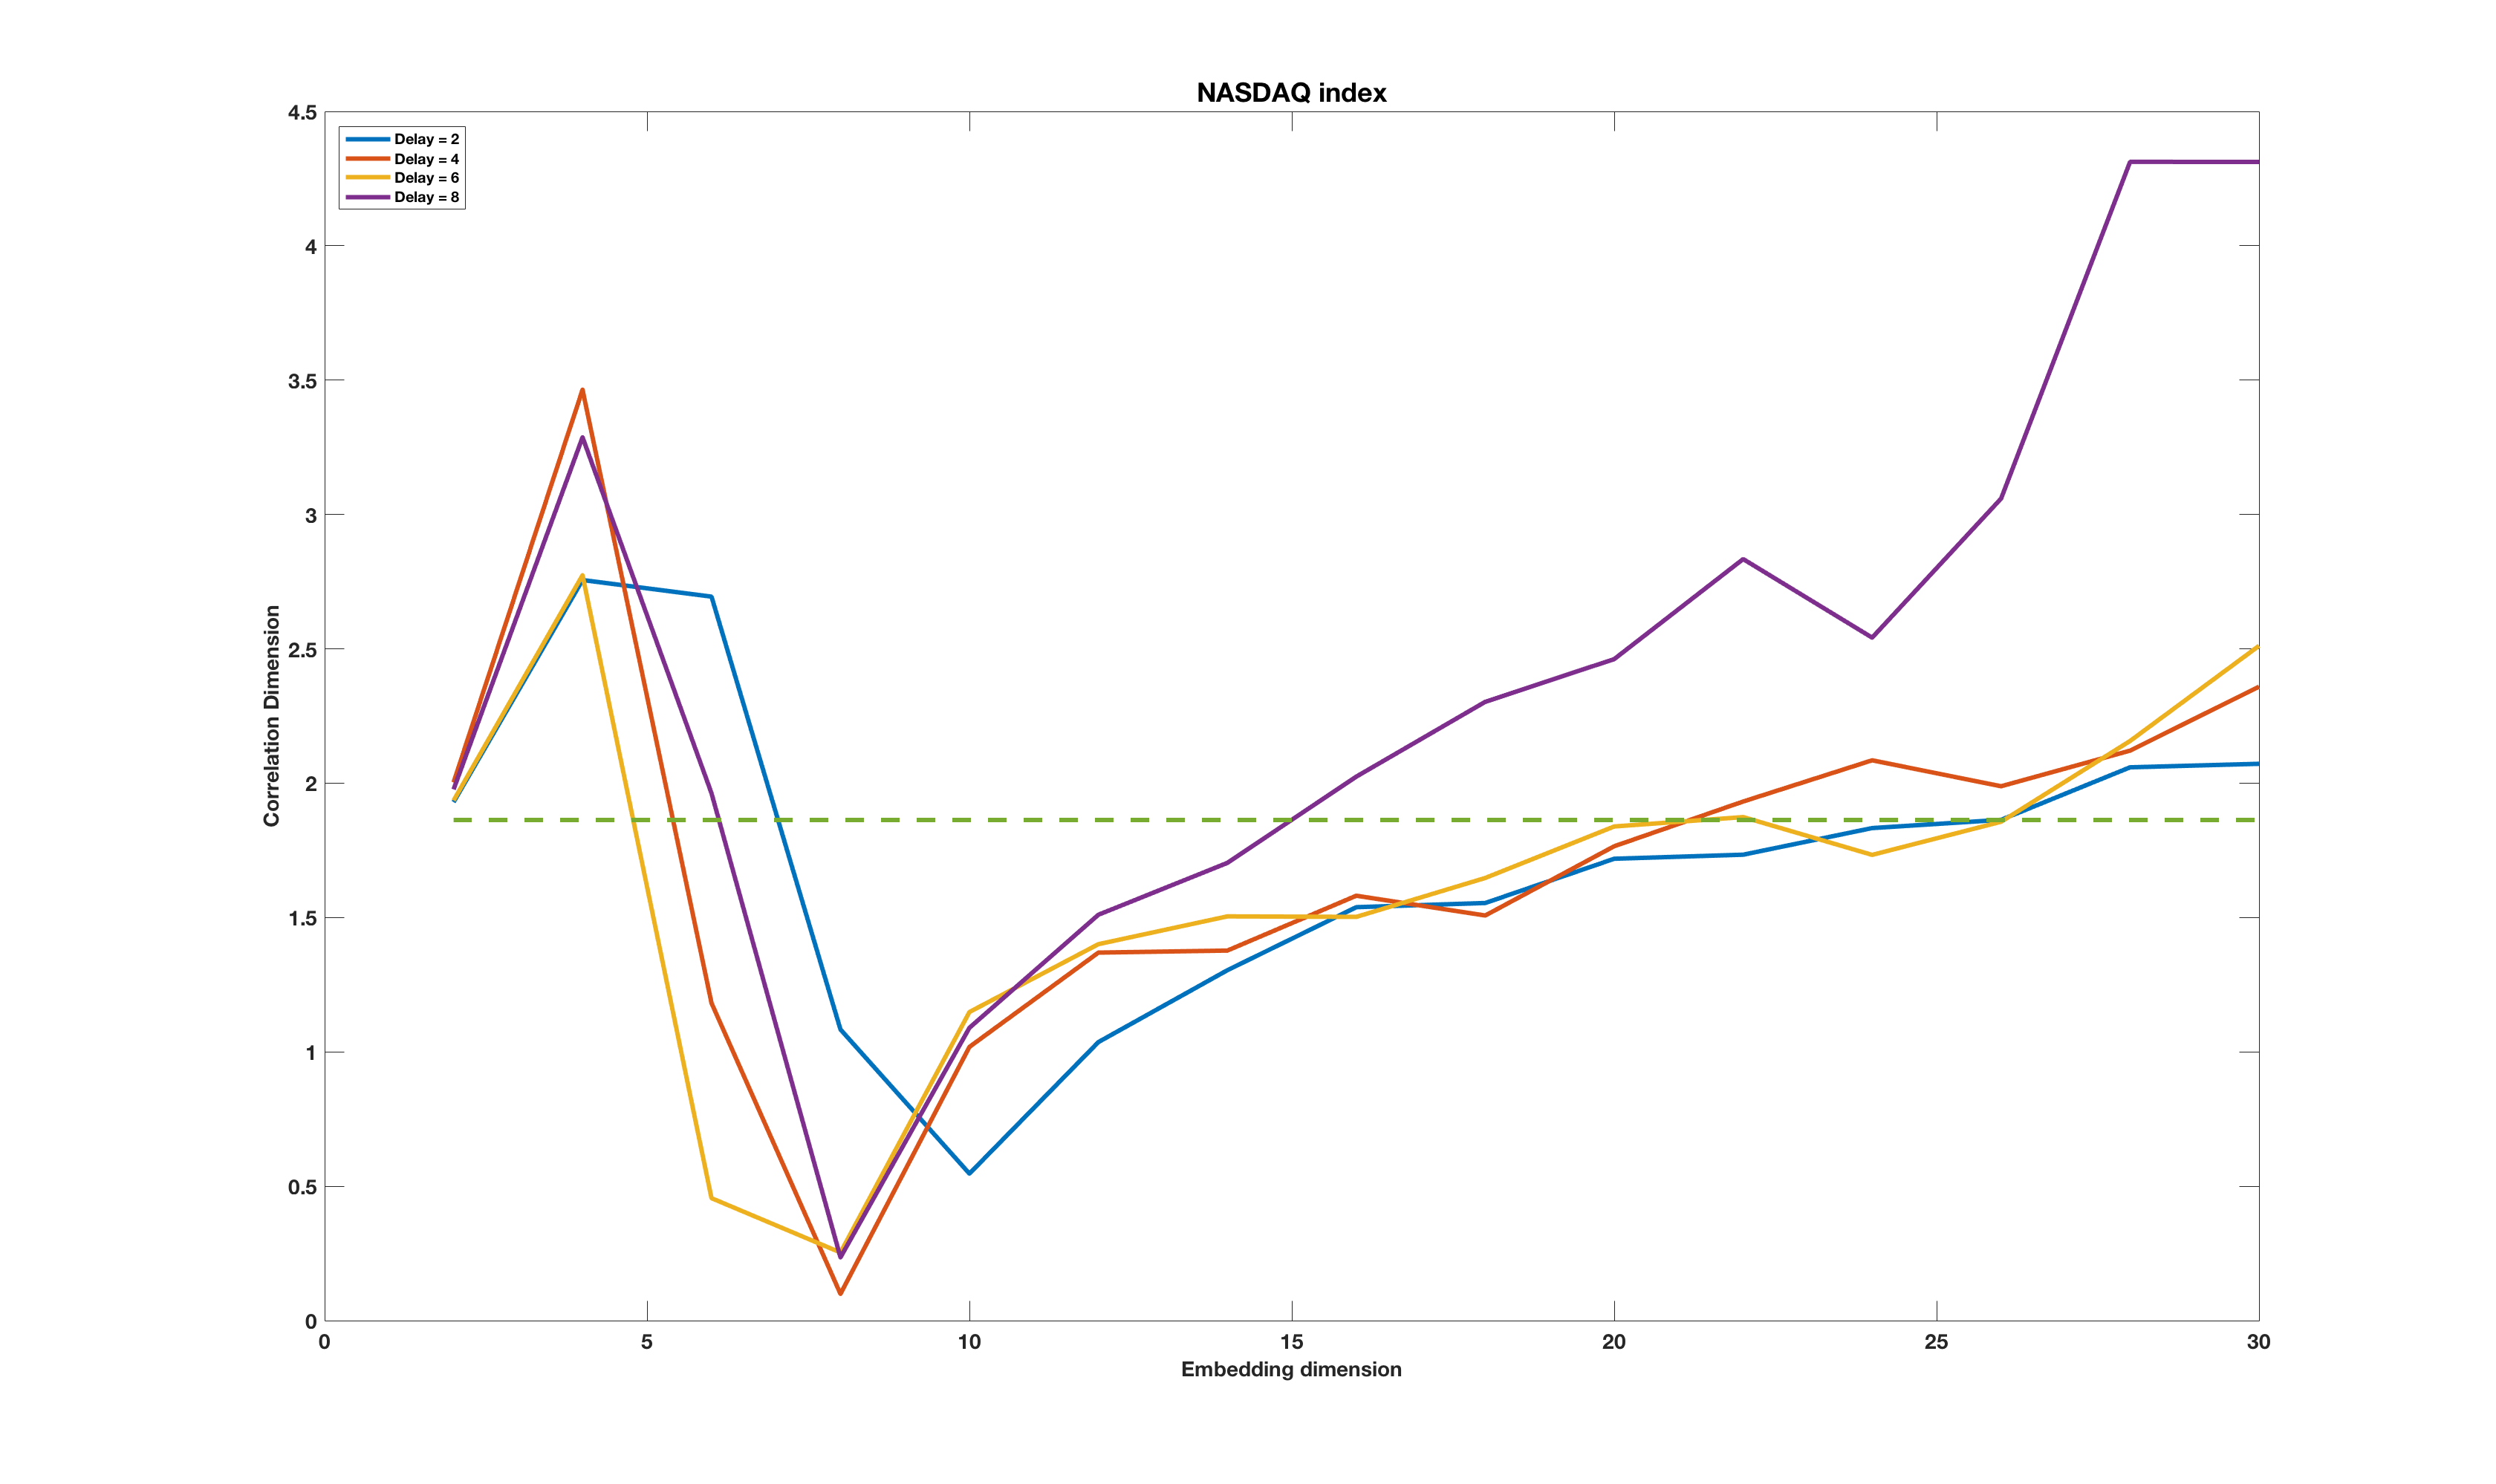 NASDAQ index
4.5
4
3.5
3
2.5
2
1.5
1
0.5
0
Delay = 2
Delay = 4
Delay = 6
Delay = 8
Correlation Dimension
0 5 10 15 20 25 30
Embedding dimension